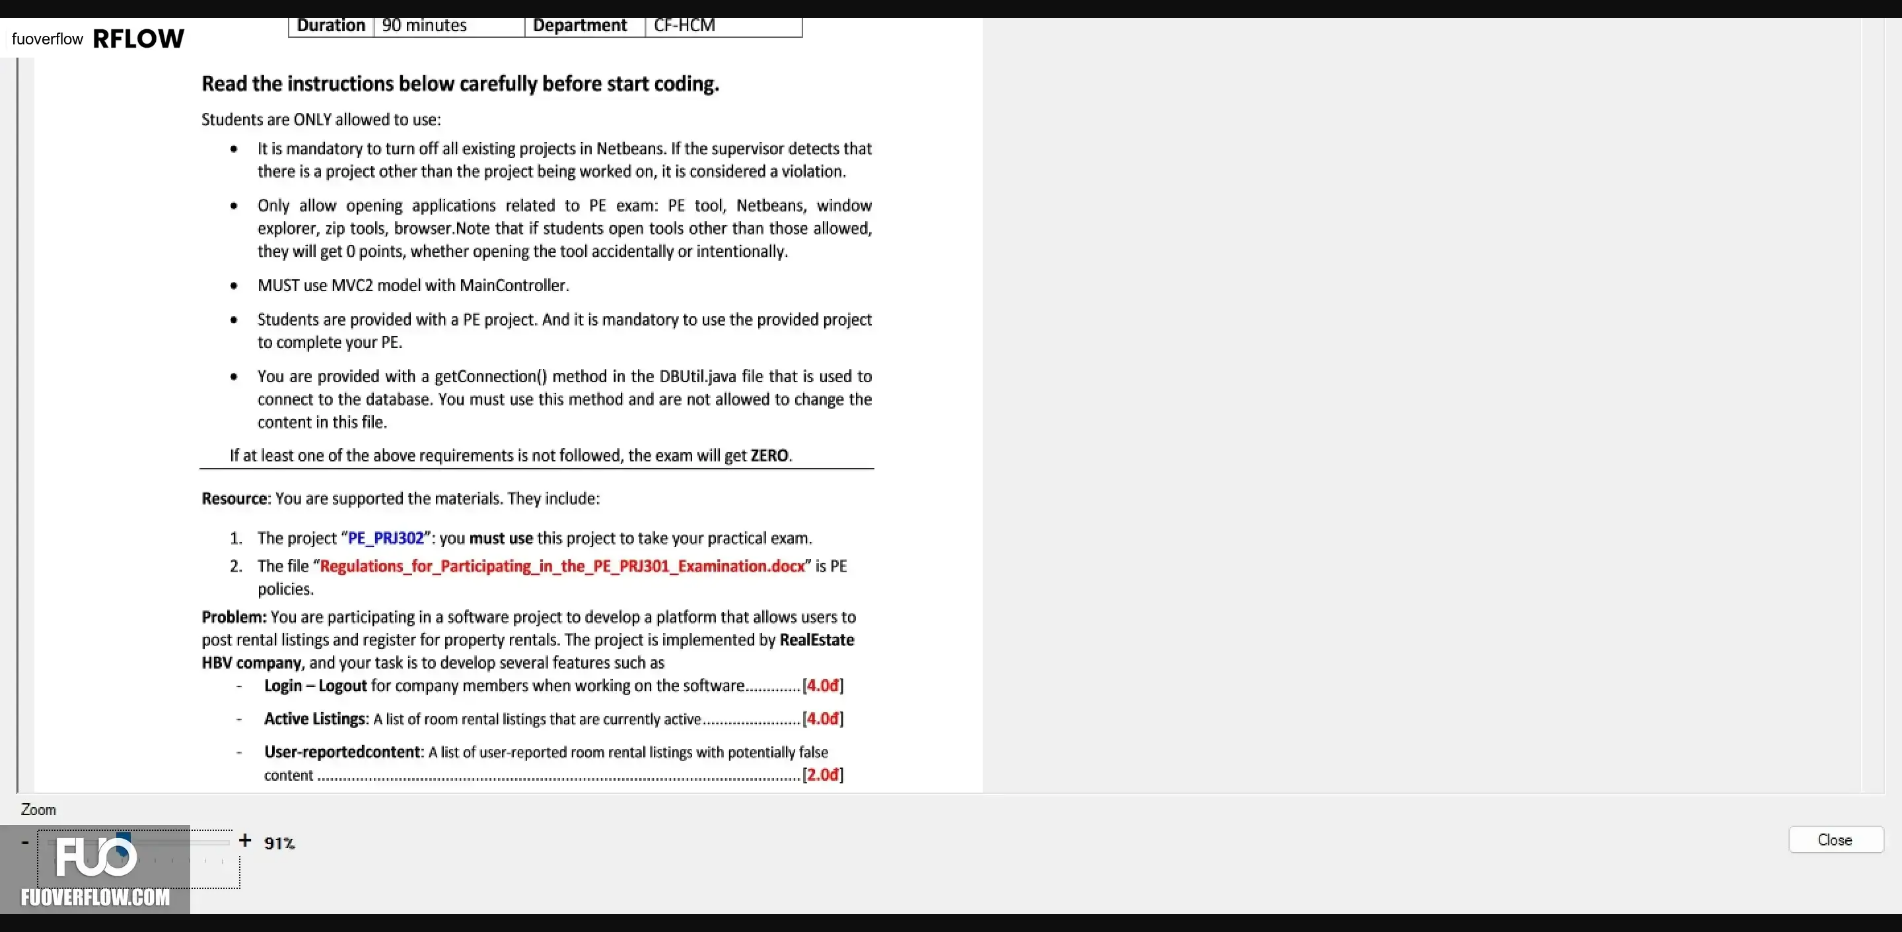 Duration 90 minutes Department CF-HCM
fuoverflow RFLOW
Read the instructions below carefully before start coding.
Students are ONLY allowed to use:
• It is mandatory to turn off all existing projects in Netbeans. If the supervisor detects that
there is a project other than the project being worked on, it is considered a violation.
• Only allow opening applications related to PE exam: PE tool, Netbeans, window
explorer, zip tools, browser.Note that if students open tools other than those allowed,
they will get 0 points, whether opening the tool accidentally or intentionally.
• MUST use MVC2 model with MainController.
• Students are provided with a PE project. And it is mandatory to use the provided project
to complete your PE.
• You are provided with a getConnection() method in the DBUtil.java file that is used to
connect to the database. You must use this method and are not allowed to change the
content in this file.
If at least one of the above requirements is not followed, the exam will get ZERO.
Resource: You are supported the materials. They include:
1. The project “PE_PRJ302”: you must use this project to take your practical exam.
2. The file “Regulations_for_Participating_in_the_PE_PRJ301_Examination.docx” is PE
policies.
Problem: You are participating in a software project to develop a platform that allows users to
post rental listings and register for property rentals. The project is implemented by RealEstate
HBV company, and your task is to develop several features such as
- Login – Logout for company members when working on the software............[4.0đ]
- Active Listings: A list of room rental listings that are currently active......................[4.0đ]
- User-reportedcontent: A list of user-reported room rental listings with potentially false
content ..........................................................................................................[2.0đ]
Zoom
- + 91%
Close
FUO
FUOVERFLOW.COM